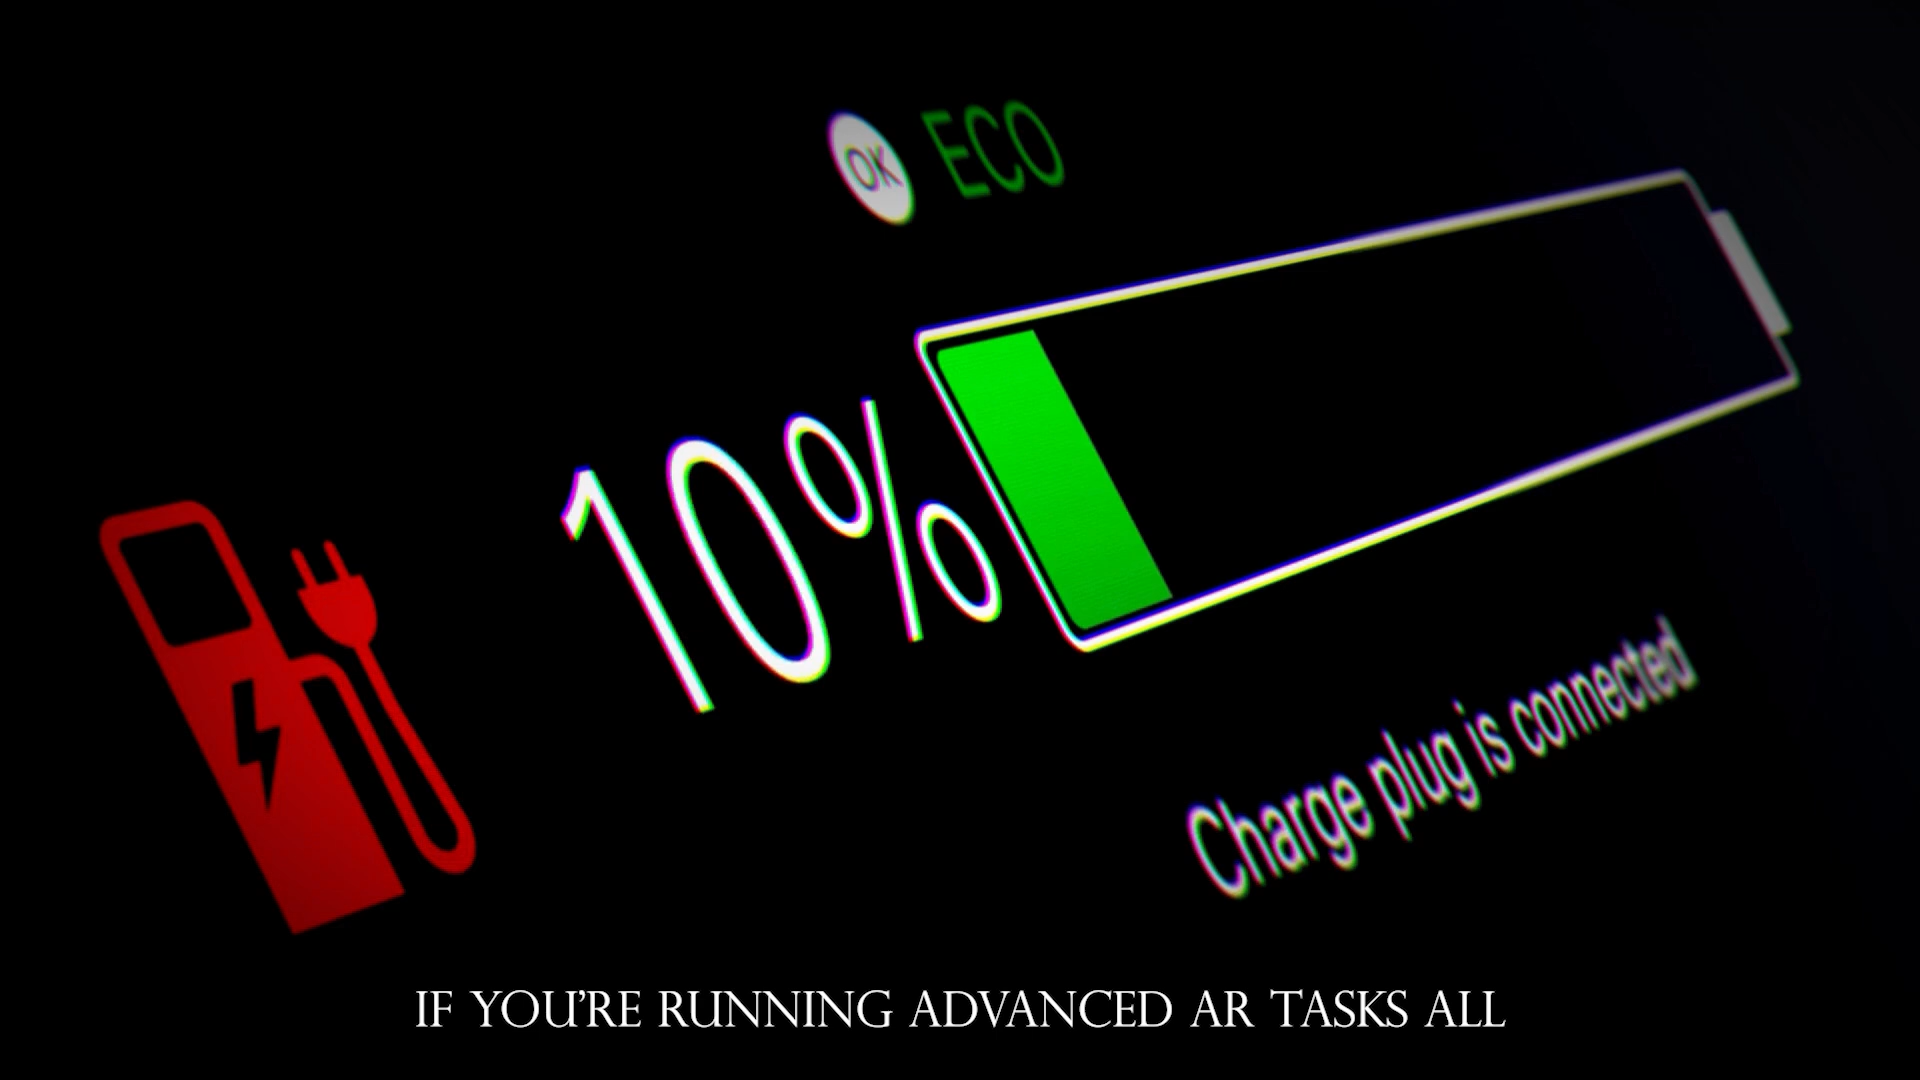 OK ECO
10%
Charge plug is connected
IF YOU'RE RUNNING ADVANCED AR TASKS ALL